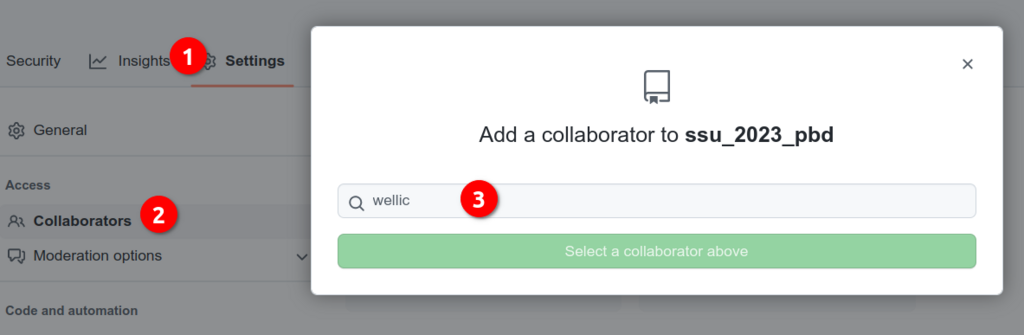 Security
Insights
Settings
1
General
Access
Collaborators
2
Moderation options
Code and automation
Add a collaborator to ssu_2023_pbd
wellic
3
Select a collaborator above